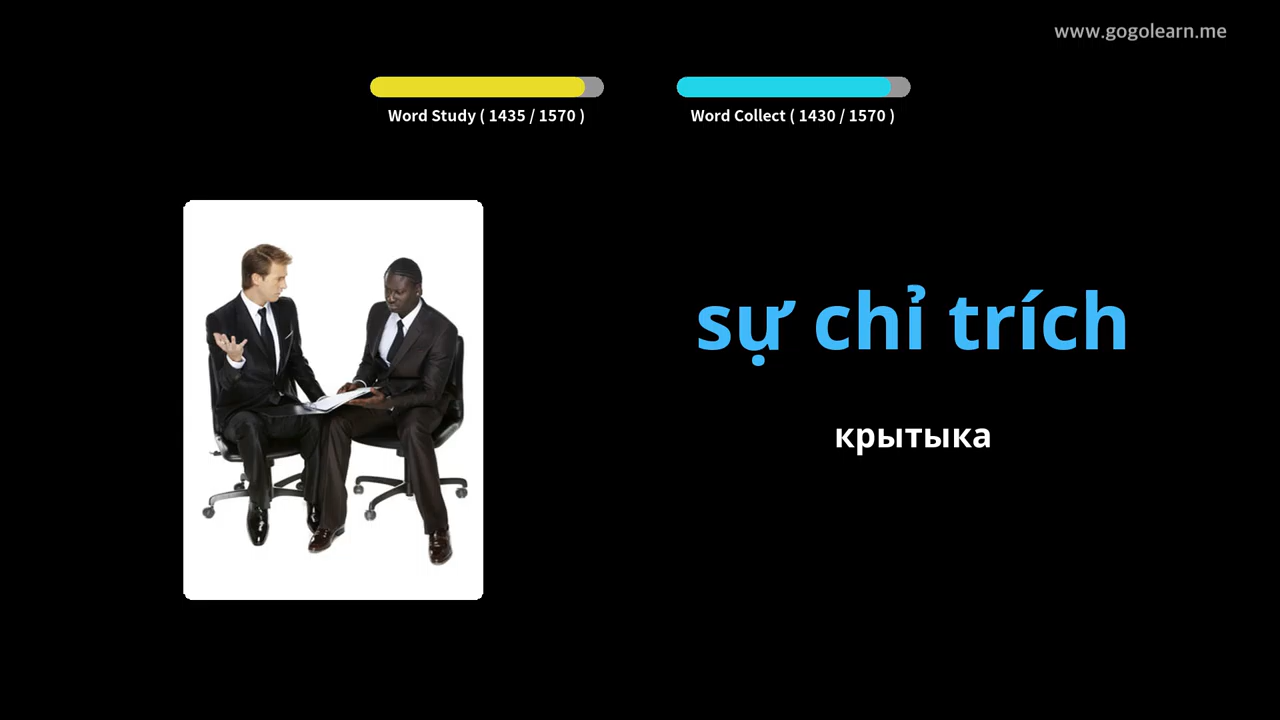 www.gogolearn.me
Word Study ( 1435 / 1570 )
Word Collect ( 1430 / 1570 )
sự chỉ trích
крытыка